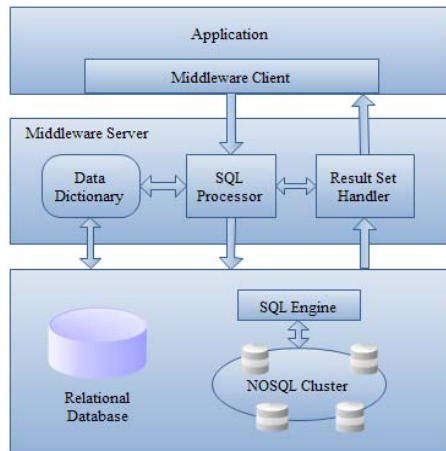 Application
Middleware Client
Middleware Server
Data
Dictionary
SQL
Processor
Result Set
Handler
SQL Engine
NOSQL Cluster
Relational
Database